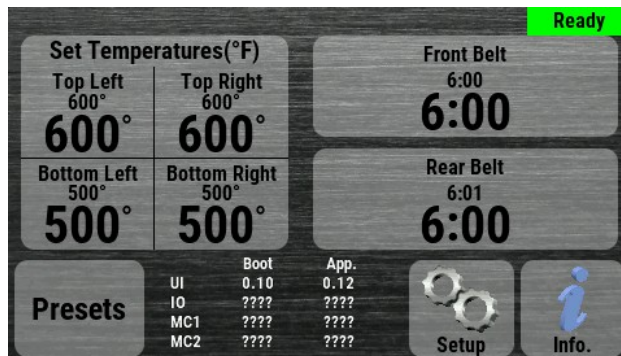 Ready
Set Temperatures(°F)
Top Left
600°
600°
Top Right
600°
600°
Bottom Left
500°
500°
Bottom Right
500°
500°
Front Belt
6:00
6:00
Rear Belt
6:01
6:00
Presets
Boot App.
UI 0.10 0.12
IO ???? ????
MC1 ???? ????
MC2 ???? ????
Setup
Info.